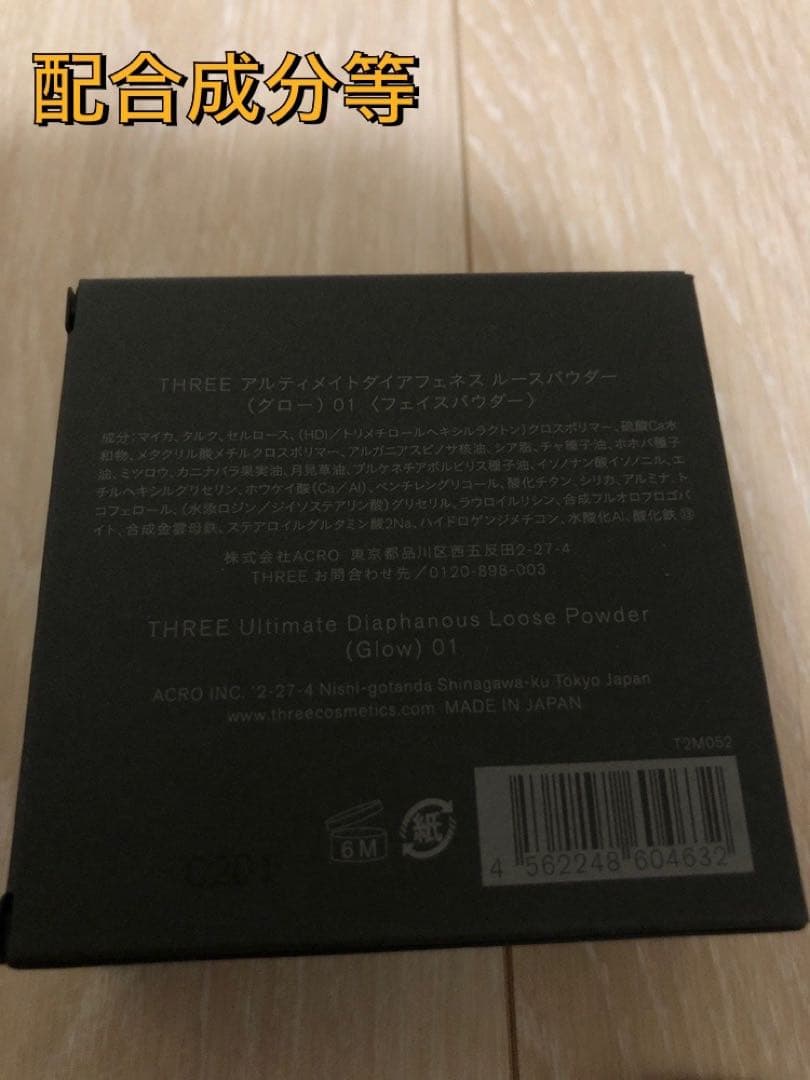 配合成分等
THREE アルティメイトダイアフェネス ルースパウダー
(グロー) 01 〈フェイスパウダー〉
成分:マイカ、タルク、セルロース、(HDI/トリメチロールヘキシルラクトン)クロスポリマー、硫酸Ca水
和物、メタクリル酸メチルクロスポリマー、アルガニアスピノサ核油、シア脂、チャ種子油、ホホバ種子
油、ミツロウ、カニナバラ果実油、月見草油、プルケネチアボルビリス種子油、イソノナン酸イソノニル、エ
チルヘキシルグリセリン、ホウケイ酸(Ca/Al)、ペンチレングリコール、酸化チタン、シリカ、アルミナ、ト
コフェロール、(水添ロジン/ジイソステアリン酸)グリセリル、ラウロイルリシン、合成フルオロフロゴパ
イト、合成金雲母鉄、ステアロイルグルタミン酸2Na、ハイドロゲンジメチコン、水酸化Al、酸化鉄
株式会社ACRO 東京都品川区西五反田2-27-4
THREE お問合わせ先/0120-898-003
THREE Ultimate Diaphanous Loose Powder
(Glow) 01
ACRO INC. 2-27-4 Nishi-gotanda Shinagawa-ku Tokyo Japan
www.threecosmetics.com MADE IN JAPAN
T2M052
6M
紙
4 562248 604632